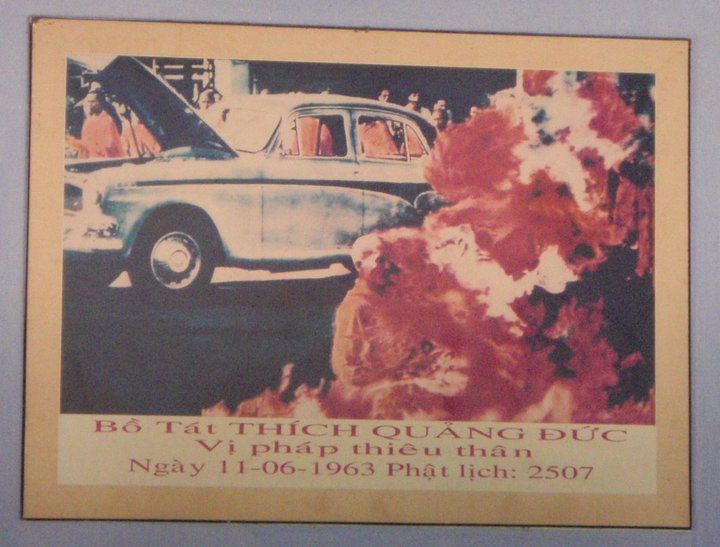 Bồ Tát THÍCH QUẢNG ĐỨC
Vị pháp thiêu thân
Ngày 11-06-1963 Phật lịch: 2507